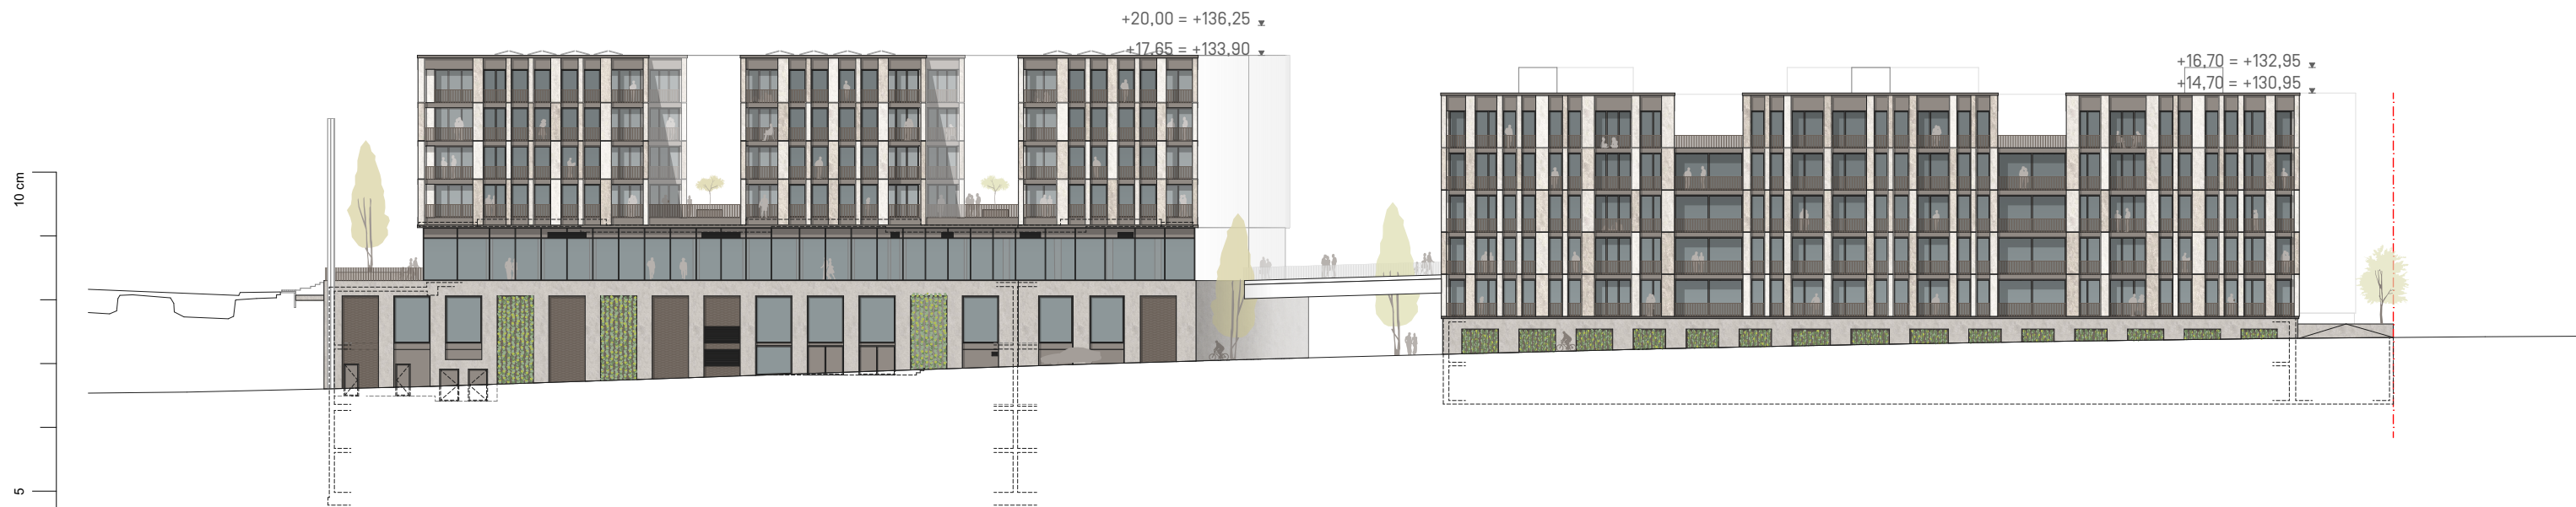 +20,00 = +136,25
+17,65 = +133,90
+16,70 = +132,95
+14,70 = +130,95
10 cm
5